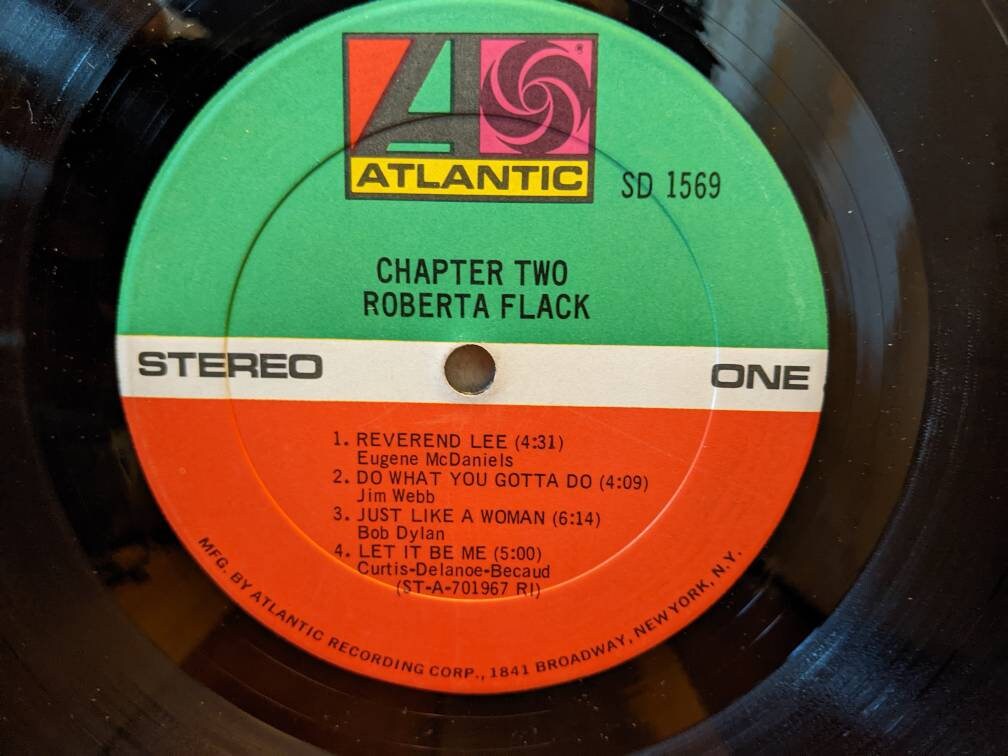 A
®
ATLANTIC
SD 1569
CHAPTER TWO
ROBERTA FLACK
STEREO
ONE
1. REVEREND LEE (4:31)
Eugene McDaniels
2. DO WHAT YOU GOTTA DO (4:09)
Jim Webb
3. JUST LIKE A WOMAN (6:14)
Bob Dylan
4. LET IT BE ME (5:00)
Curtis-Delanoe-Becaud
(ST-A-701967 RI)
MFG. BY ATLANTIC RECORDING CORP., 1841 BROADWAY, NEW YORK, N.Y.